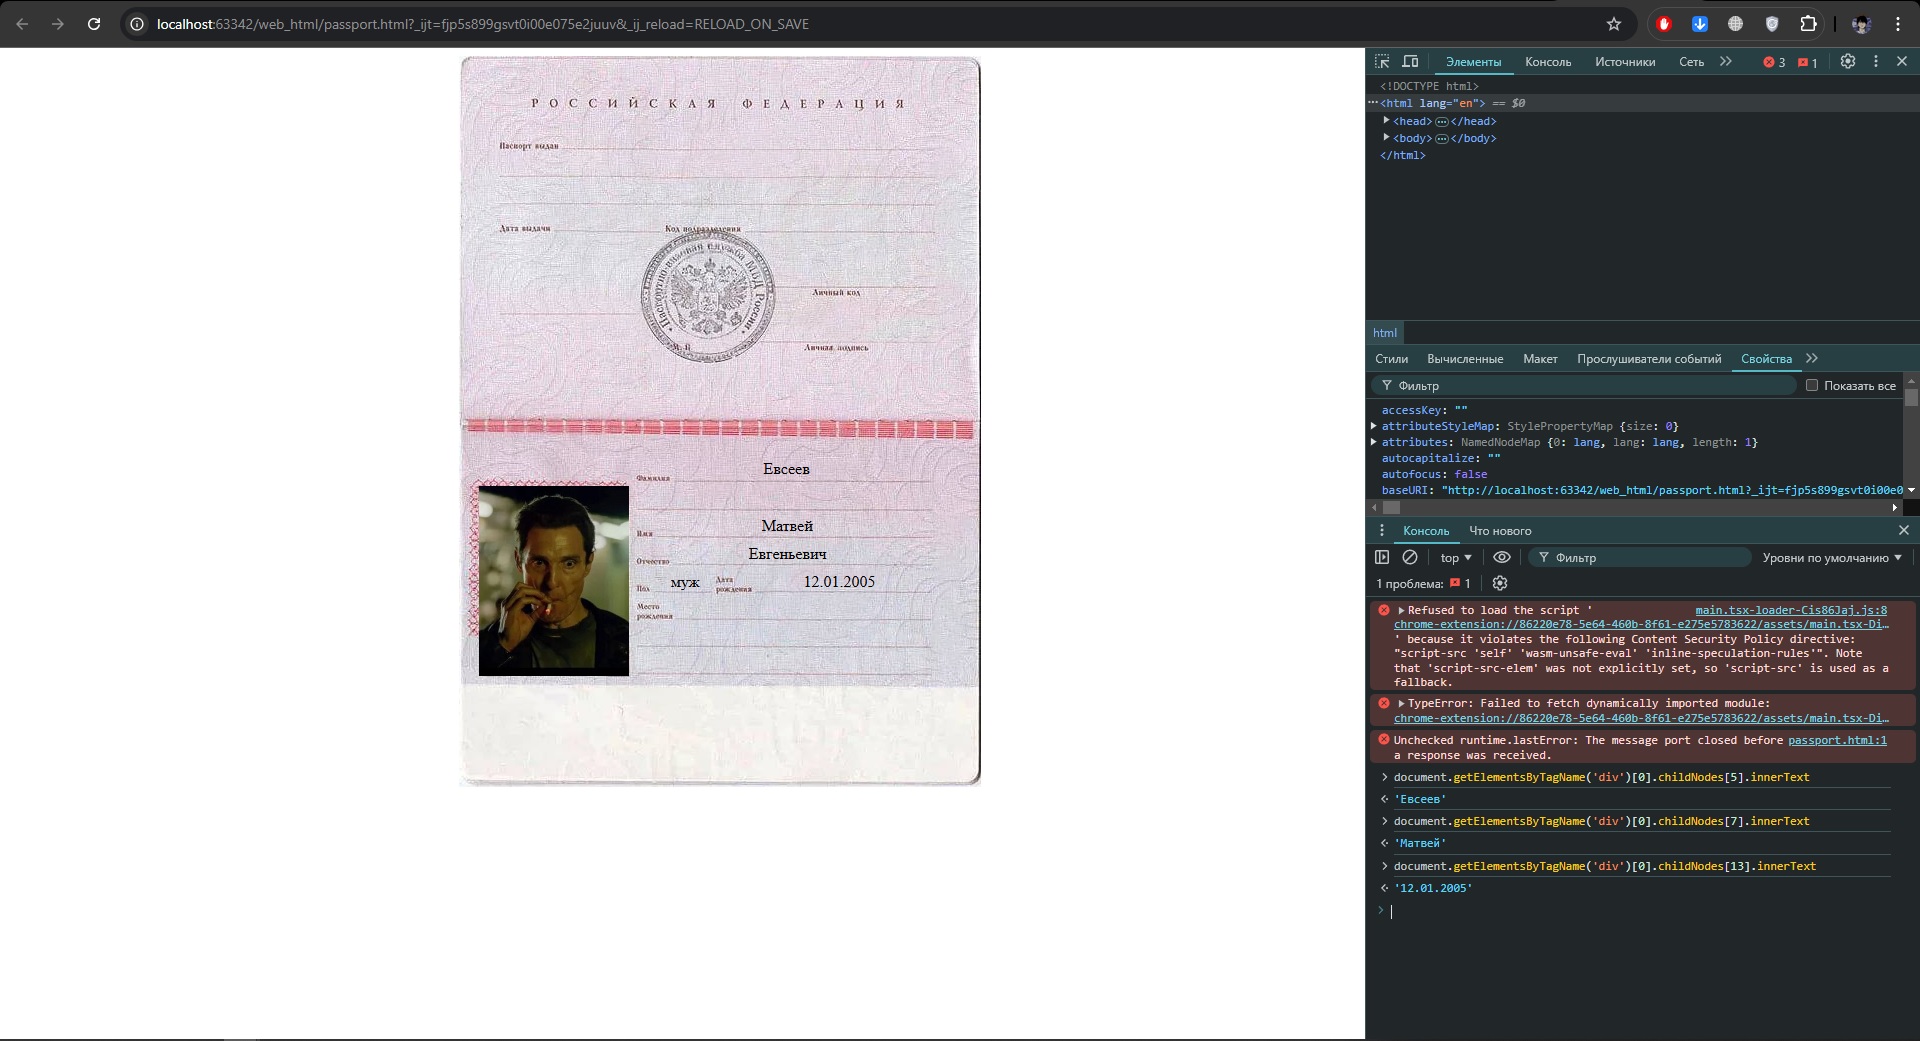 localhost:63342/web_html/passport.html?_ijt=fjp5s899gsvt0i00e075e2juuv&_ij_reload=RELOAD_ON_SAVE
РОССИЙСКАЯ ФЕДЕРАЦИЯ
Паспорт выдан
Дата выдачи
Код подразделения
Паспортно-визовая служба МВД России
Личный код
М. П.
Личная подпись
Евсеев
Фамилия
Матвей
Имя
Евгеньевич
Отчество
Пол муж Дата рождения 12.01.2005
Место
рождения
Элементы Консоль Источники Сеть 3 1
<!DOCTYPE html>
<html lang="en"> == $0
<head> </head>
<body> </body>
</html>
html
Стили Вычисленные Макет Прослушиватели событий Свойства
Фильтр Показать все
accessKey: ""
attributeStyleMap: StylePropertyMap {size: 0}
attributes: NamedNodeMap {0: lang, lang: lang, length: 1}
autocapitalize: ""
autofocus: false
baseURI: "http://localhost:63342/web_html/passport.html?_ijt=fjp5s899gsvt0i00e0
Консоль Что нового
top Фильтр Уровни по умолчанию
1 проблема: 1
Refused to load the script ' main.tsx-loader-Cis86Jaj.js:8
chrome-extension://86220e78-5e64-460b-8f61-e275e5783622/assets/main.tsx-Di…
' because it violates the following Content Security Policy directive:
"script-src 'self' 'wasm-unsafe-eval' 'inline-speculation-rules'". Note
that 'script-src-elem' was not explicitly set, so 'script-src' is used as a
fallback.
TypeError: Failed to fetch dynamically imported module:
chrome-extension://86220e78-5e64-460b-8f61-e275e5783622/assets/main.tsx-Di…
Unchecked runtime.lastError: The message port closed before passport.html:1
a response was received.
document.getElementsByTagName('div')[0].childNodes[5].innerText
'Евсеев'
document.getElementsByTagName('div')[0].childNodes[7].innerText
'Матвей'
document.getElementsByTagName('div')[0].childNodes[13].innerText
'12.01.2005'